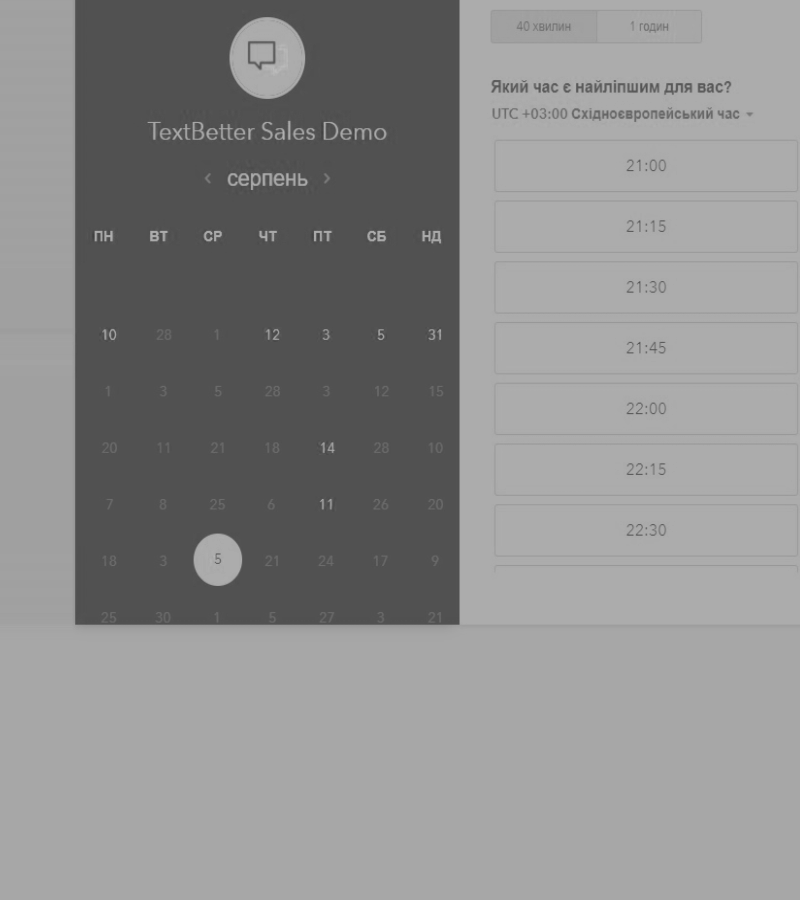 TextBetter Sales Demo
серпень
ПН ВТ СР ЧТ ПТ СБ НД
10 28 1 12 3 5 31
1 3 5 28 3 12 15
20 11 21 18 14 28 10
7 8 25 6 11 26 20
18 3 5 21 24 17 9
25 30 1 5 27 3 21
40 хвилин 1 годин
Який час є найліпшим для вас?
UTC +03:00 Східноєвропейський час
21:00
21:15
21:30
21:45
22:00
22:15
22:30